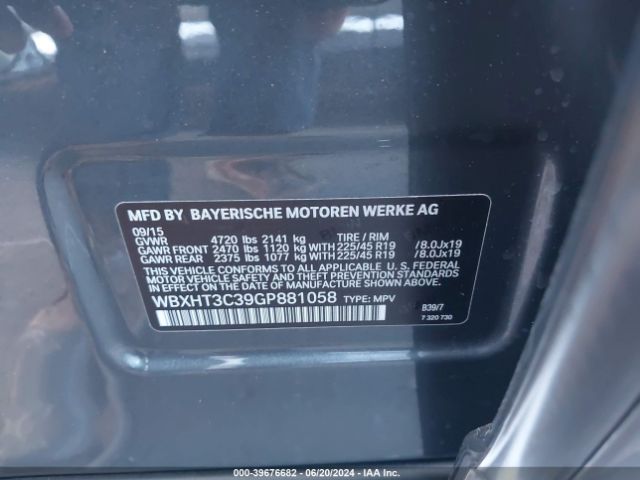 MFD BY BAYERISCHE MOTOREN WERKE AG
09/15
GVWR 4720 lbs 2141 kg TIRE / RIM
GAWR FRONT 2470 lbs 1120 kg WITH 225/45 R19 /8.0Jx19
GAWR REAR 2375 lbs 1077 kg WITH 225/45 R19 /8.0Jx19
THIS VEHICLE CONFORMS TO ALL APPLICABLE U.S. FEDERAL
MOTOR VEHICLE SAFETY, BUMPER, AND THEFT PREVENTION
STANDARDS IN EFFECT ON THE DATE OF MANUFACTURE SHOWN ABOVE.
WBXHT3C39GP881058 TYPE: MPV
B39/7
7 320 730
000-39676682 / 06/20/2024 / IAA Inc.